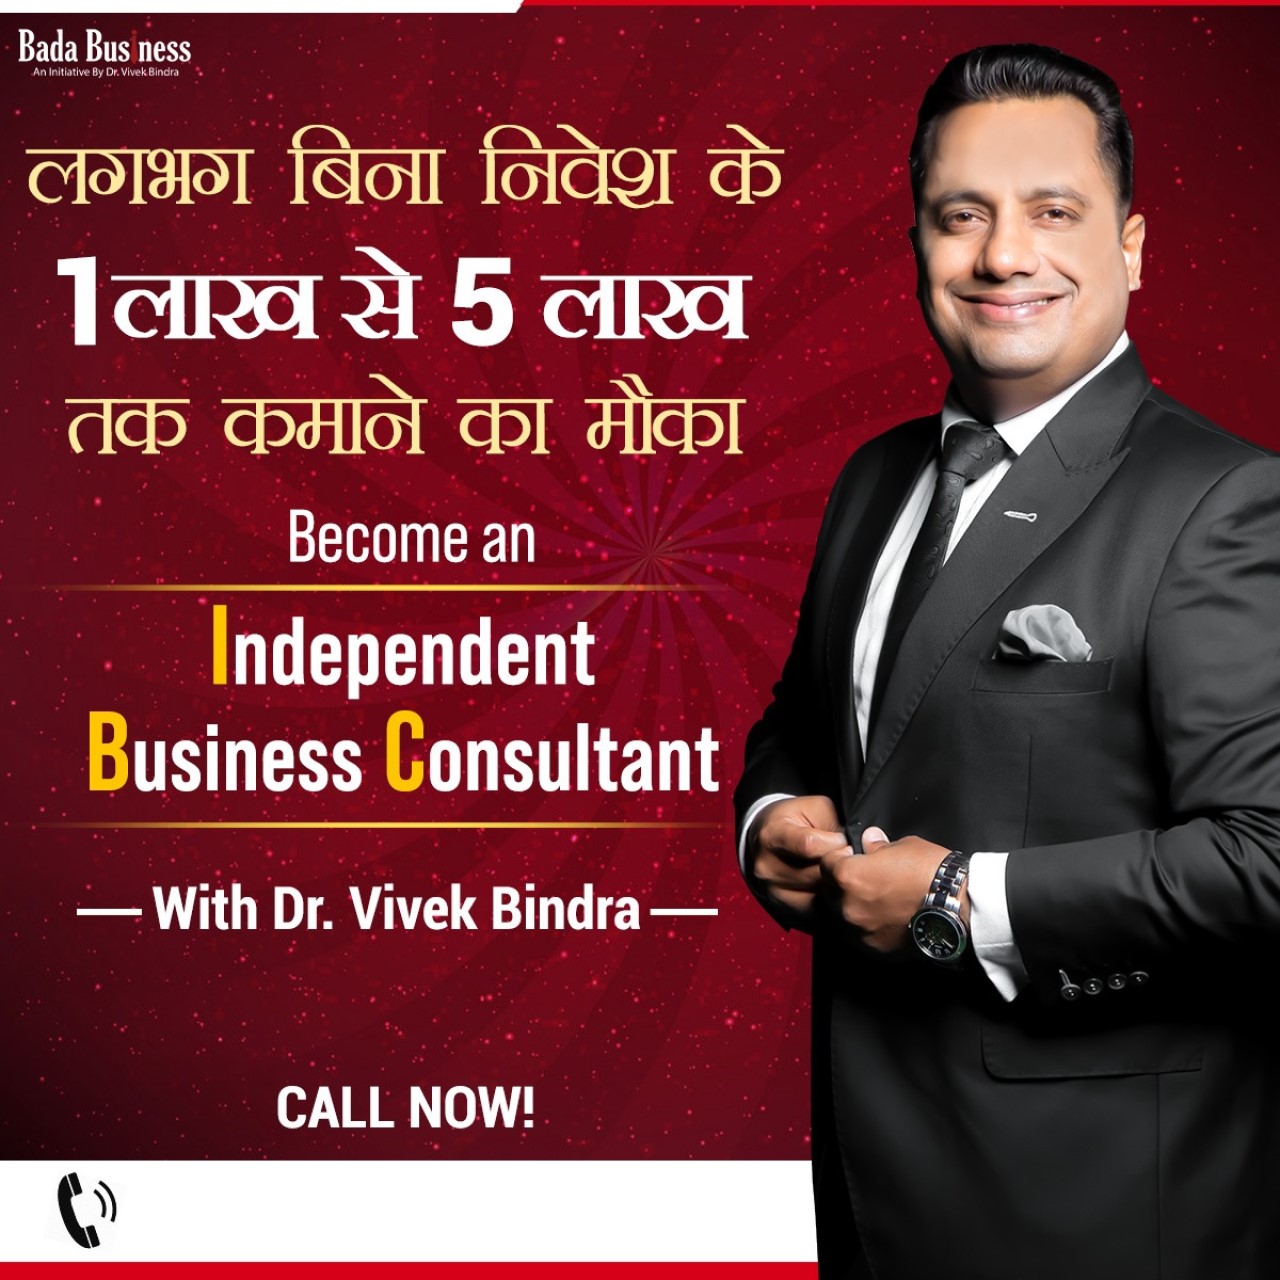 Bada Business
An Initiative By Dr. Vivek Bindra
लगभग बिना निवेश के
1लाख से 5 लाख
तक कमाने का मौका
Become an
Independent
Business Consultant
With Dr. Vivek Bindra
CALL NOW!